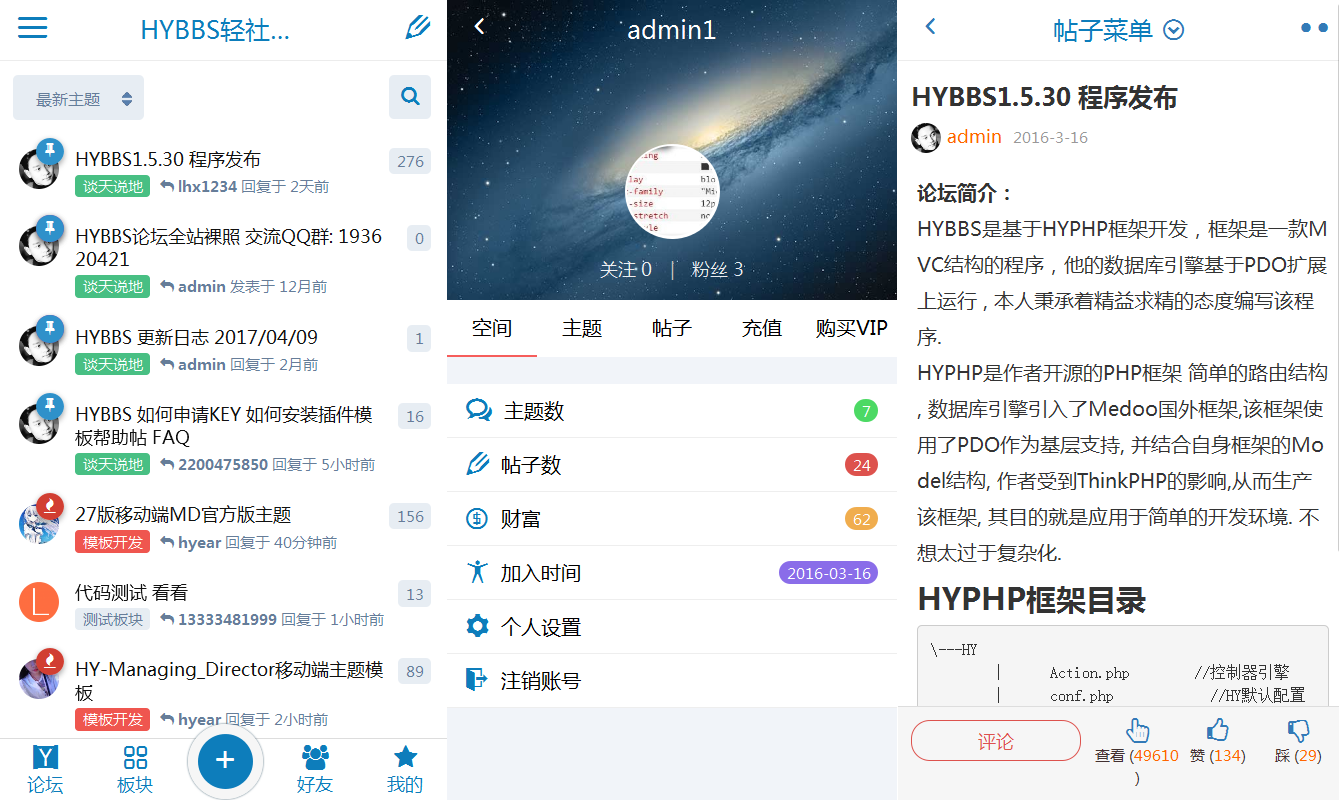 HYBBS轻社...
最新主题
HYBBS1.5.30 程序发布
276
谈天说地 lhx1234 回复于 2天前
HYBBS论坛全站裸照 交流QQ群: 1936
20421
0
谈天说地 admin 发表于 12月前
HYBBS 更新日志 2017/04/09
1
谈天说地 admin 回复于 2月前
HYBBS 如何申请KEY 如何安装插件模
板帮助帖 FAQ
16
谈天说地 2200475850 回复于 5小时前
27版移动端MD官方版主题
156
模板开发 hyear 回复于 40分钟前
L
代码测试 看看
13
测试板块 13333481999 回复于 1小时前
HY-Managing_Director移动端主题模
板
89
模板开发 hyear 回复于 2小时前
论坛 板块 + 好友 我的
admin1
lay blo
-family "Mi
-size 12p
stretch
关注 0 | 粉丝 3
空间 主题 帖子 充值 购买VIP
主题数 7
帖子数 24
财富 62
加入时间 2016-03-16
个人设置
注销账号
帖子菜单
HYBBS1.5.30 程序发布
admin 2016-3-16
论坛简介：
HYBBS是基于HYPHP框架开发，框架是一款M
VC结构的程序，他的数据库引擎基于PDO扩展
上运行 , 本人秉承着精益求精的态度编写该程
序.
HYPHP是作者开源的PHP框架 简单的路由结构
, 数据库引擎引入了Medoo国外框架,该框架使
用了PDO作为基层支持, 并结合自身框架的Mo
del结构, 作者受到ThinkPHP的影响,从而生产
该框架, 其目的就是应用于简单的开发环境. 不
想太过于复杂化.
HYPHP框架目录
\---HY
| Action.php //控制器引擎
| conf.php //HY默认配置
评论
查看 (49610
)
赞 (134)
踩 (29)